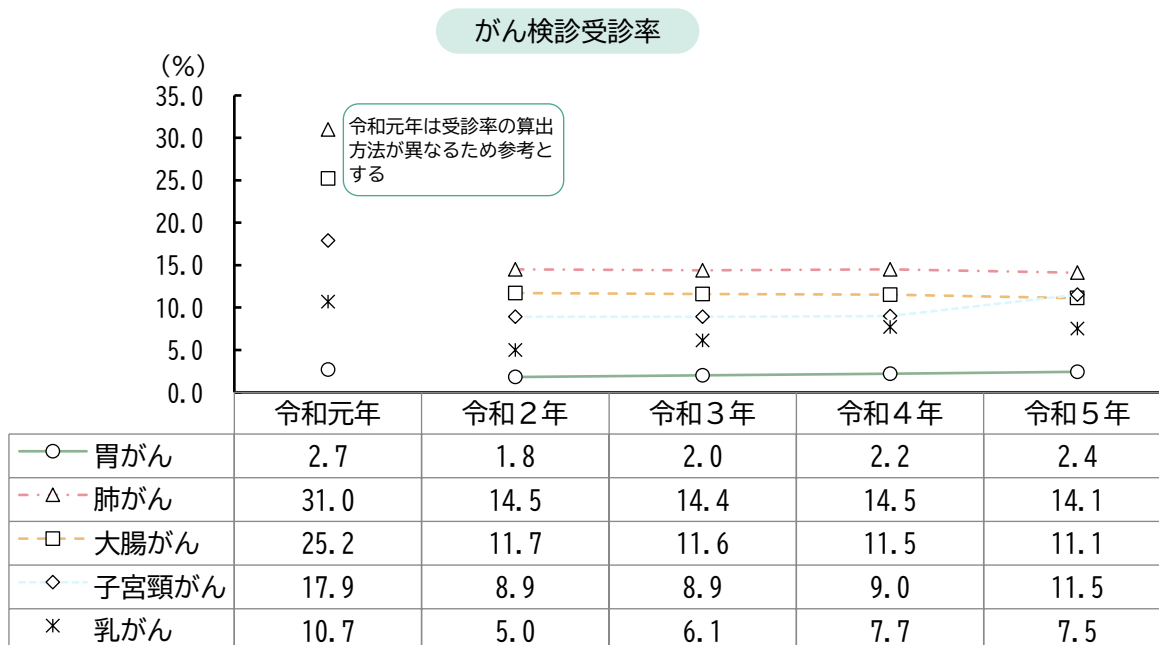 がん検診受診率
(%)
35.0
30.0
25.0
20.0
15.0
10.0
5.0
0.0
令和元年は受診率の算出
方法が異なるため参考と
する
令和元年 令和２年 令和３年 令和４年 令和５年
胃がん 2.7 1.8 2.0 2.2 2.4
肺がん 31.0 14.5 14.4 14.5 14.1
大腸がん 25.2 11.7 11.6 11.5 11.1
子宮頸がん 17.9 8.9 8.9 9.0 11.5
乳がん 10.7 5.0 6.1 7.7 7.5